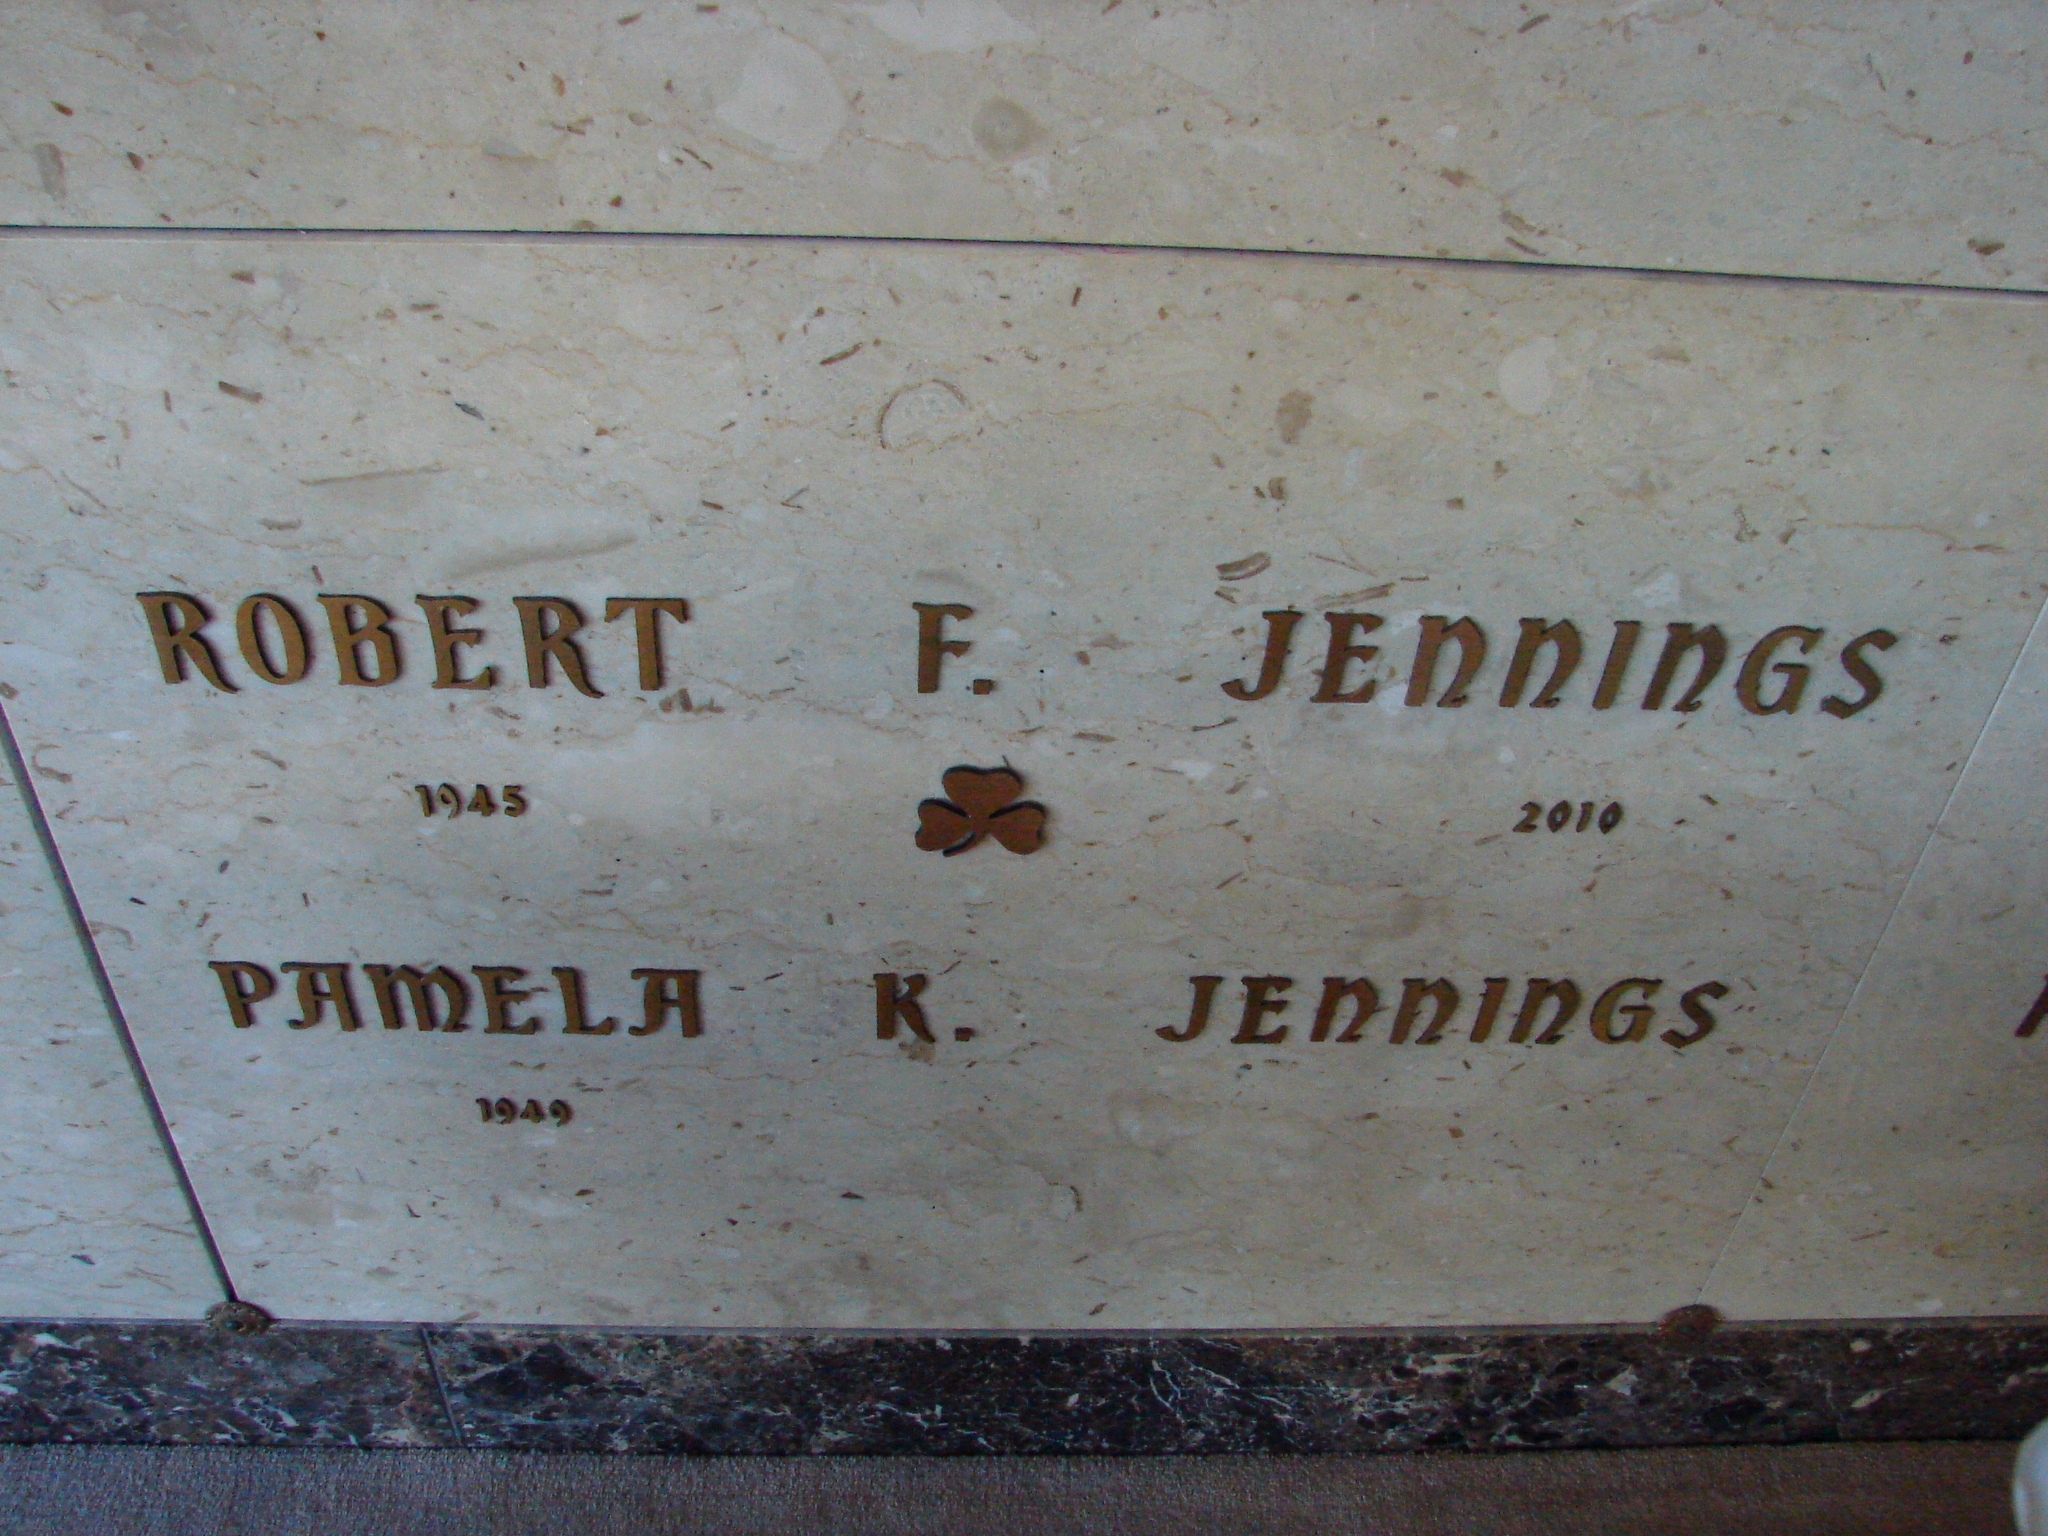 ROBERT F. JENNINGS
1945 2010
PAMELA K. JENNINGS
1949